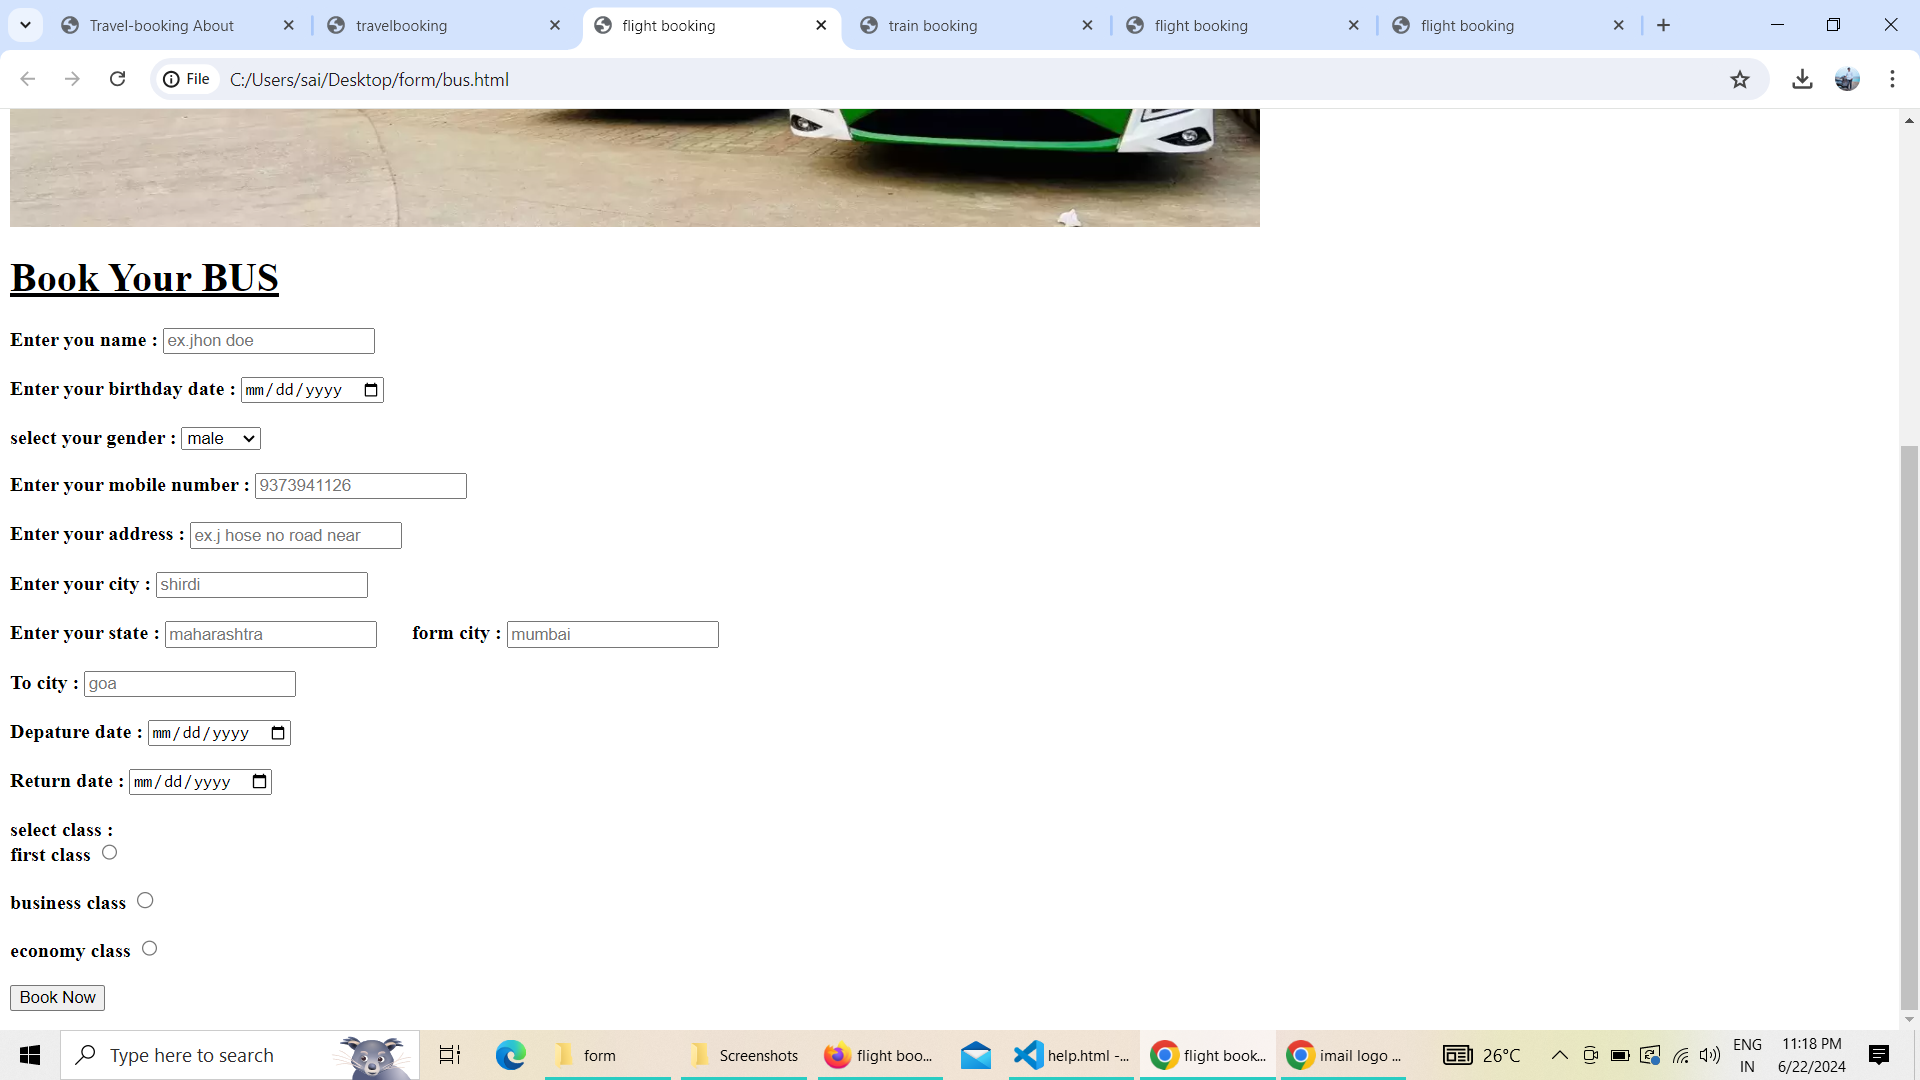 Travel-booking About
travelbooking
flight booking
train booking
flight booking
flight booking
File
C:/Users/sai/Desktop/form/bus.html
Book Your BUS
Enter you name : ex.jhon doe
Enter your birthday date : mm/dd/yyyy
select your gender : male
Enter your mobile number : 9373941126
Enter your address : ex.j hose no road near
Enter your city : shirdi
Enter your state : maharashtra form city : mumbai
To city : goa
Depature date : mm/dd/yyyy
Return date : mm/dd/yyyy
select class :
first class
business class
economy class
Book Now
Type here to search
form
Screenshots
flight boo...
help.html -...
flight book...
imail logo ...
26°C
ENG
IN
11:18 PM
6/22/2024